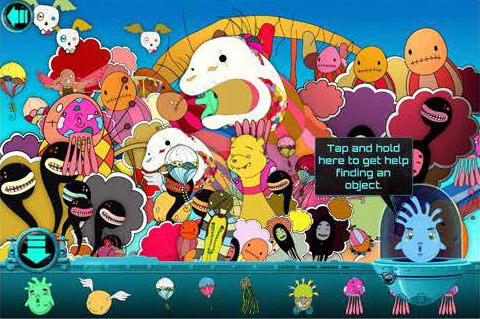 Tap and hold
here to get help
finding an
object.